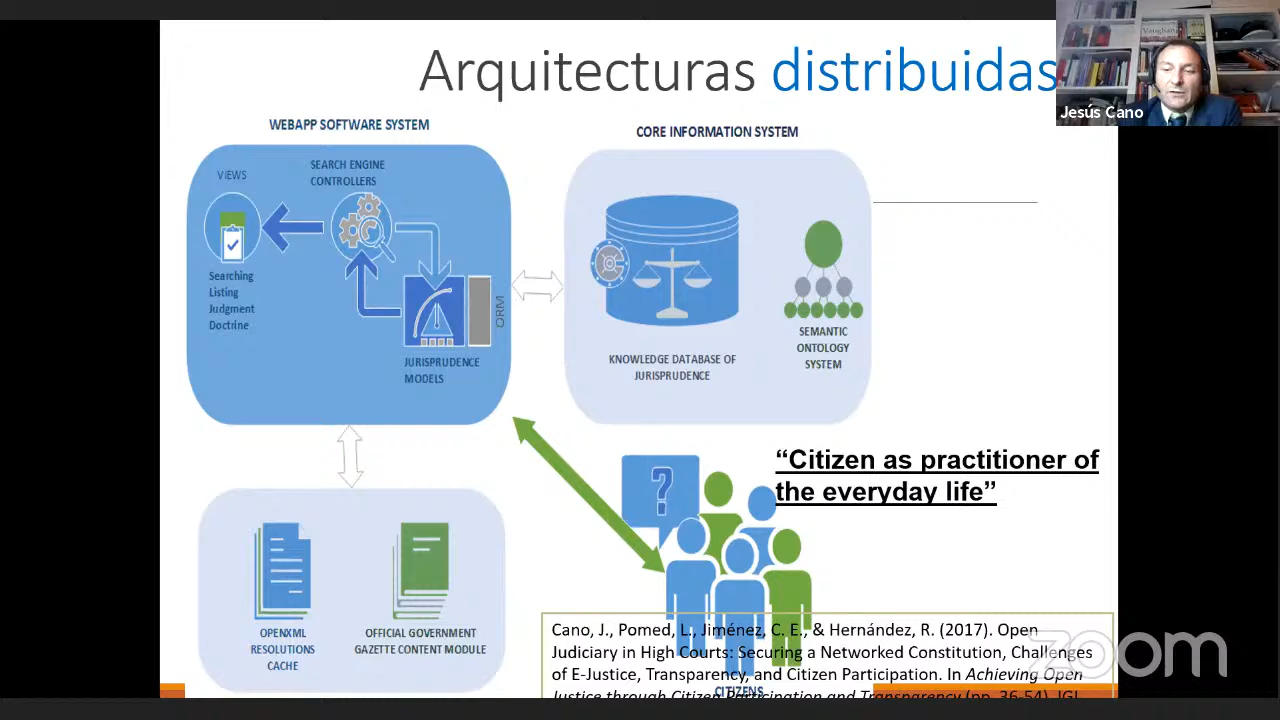 Arquitecturas distribuidas
Jesús Cano
WEBAPP SOFTWARE SYSTEM
CORE INFORMATION SYSTEM
VIEWS
SEARCH ENGINE
CONTROLLERS
Searching
Listing
Judgment
Doctrine
ORM
JURISPRUDENCE
MODELS
KNOWLEDGE DATABASE OF
JURISPRUDENCE
SEMANTIC
ONTOLOGY
SYSTEM
“Citizen as practitioner of
the everyday life”
?
OPENXML
RESOLUTIONS
CACHE
OFFICIAL GOVERNMENT
GAZETTE CONTENT MODULE
Cano, J., Pomed, L., Jiménez, C. E., & Hernández, R. (2017). Open
Judiciary in High Courts: Securing a Networked Constitution, Challenges
of E-Justice, Transparency, and Citizen Participation. In Achieving Open
Justice through Citizen Participation and Transparency (pp. 36-54). IGI
CITIZENS
zoom